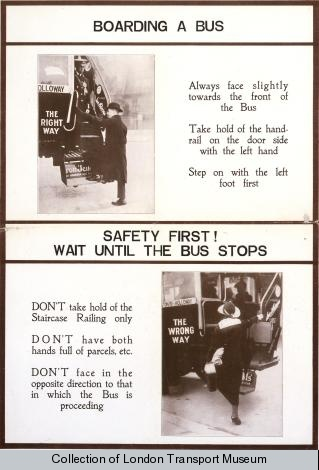 BOARDING A BUS
OLLOWAY
THE
RIGHT
WAY
Always face slightly
towards the front of
the Bus
Take hold of the hand-
rail on the door side
with the left hand
Step on with the left
foot first
SAFETY FIRST!
WAIT UNTIL THE BUS STOPS
DON'T take hold of the
Staircase Railing only
DON'T have both
hands full of parcels, etc.
DON'T face in the
opposite direction to that
in which the Bus is
proceeding
HOLLOWAY
THE
WRONG
WAY
Collection of London Transport Museum